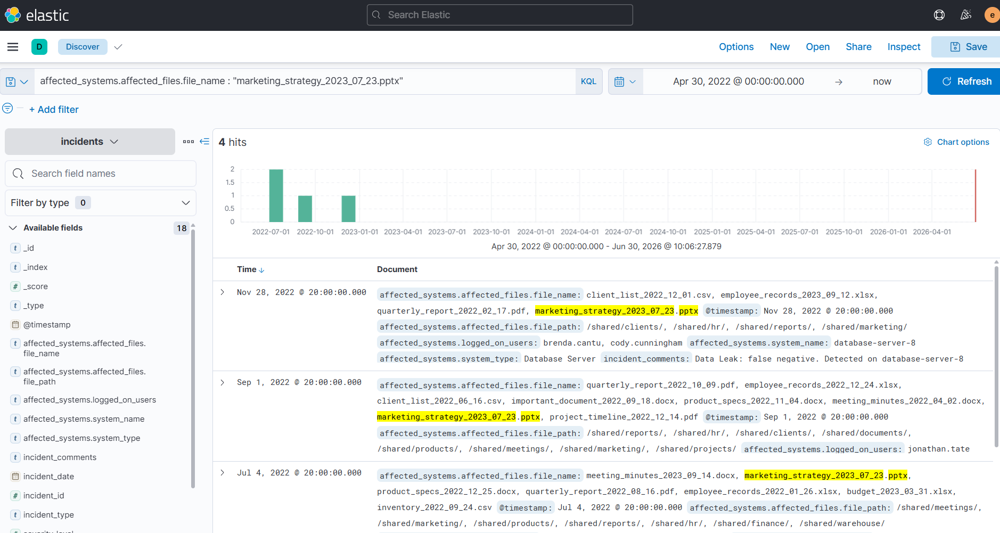 elastic
Search Elastic
e
D
Discover
Options New Open Share Inspect Save
affected_systems.affected_files.file_name : "marketing_strategy_2023_07_23.pptx"
KQL
Apr 30, 2022 @ 00:00:00.000 → now
Refresh
+ Add filter
incidents
Search field names
Filter by type 0
Available fields 18
t _id
t _index
# _score
t _type
@timestamp
t affected_systems.affected_files.
file_name
t affected_systems.affected_files.
file_path
t affected_systems.logged_on_users
t affected_systems.system_name
t affected_systems.system_type
t incident_comments
incident_date
# incident_id
t incident_type
# severity_level
4 hits
Chart options
2
1.5
1
0.5
0
2022-07-01 2022-10-01 2023-01-01 2023-04-01 2023-07-01 2023-10-01 2024-01-01 2024-04-01 2024-07-01 2024-10-01 2025-01-01 2025-04-01 2025-07-01 2025-10-01 2026-01-01 2026-04-01
Apr 30, 2022 @ 00:00:00.000 - Jun 30, 2026 @ 10:06:27.879
Time ↓ Document
Nov 28, 2022 @ 20:00:00.000
affected_systems.affected_files.file_name: client_list_2022_12_01.csv, employee_records_2023_09_12.xlsx,
quarterly_report_2022_02_17.pdf, marketing_strategy_2023_07_23.pptx @timestamp: Nov 28, 2022 @ 20:00:00.000
affected_systems.affected_files.file_path: /shared/clients/, /shared/hr/, /shared/reports/, /shared/marketing/
affected_systems.logged_on_users: brenda.cantu, cody.cunningham affected_systems.system_name: database-server-8
affected_systems.system_type: Database Server incident_comments: Data Leak: false negative. Detected on database-server-8
Sep 1, 2022 @ 20:00:00.000
affected_systems.affected_files.file_name: quarterly_report_2022_10_09.pdf, employee_records_2022_12_24.xlsx,
client_list_2022_06_16.csv, important_document_2022_09_18.docx, product_specs_2022_11_04.docx, meeting_minutes_2022_04_02.docx,
marketing_strategy_2023_07_23.pptx, project_timeline_2022_12_14.pdf @timestamp: Sep 1, 2022 @ 20:00:00.000
affected_systems.affected_files.file_path: /shared/reports/, /shared/hr/, /shared/clients/, /shared/documents/,
/shared/products/, /shared/meetings/, /shared/marketing/, /shared/projects/ affected_systems.logged_on_users: jonathan.tate
Jul 4, 2022 @ 20:00:00.000
affected_systems.affected_files.file_name: meeting_minutes_2023_09_14.docx, marketing_strategy_2023_07_23.pptx,
product_specs_2022_12_25.docx, quarterly_report_2022_08_16.pdf, employee_records_2022_01_26.xlsx, budget_2023_03_31.xlsx,
inventory_2022_09_24.csv @timestamp: Jul 4, 2022 @ 20:00:00.000 affected_systems.affected_files.file_path: /shared/meetings/,
/shared/marketing/, /shared/products/, /shared/reports/, /shared/hr/, /shared/finance/, /shared/warehouse/